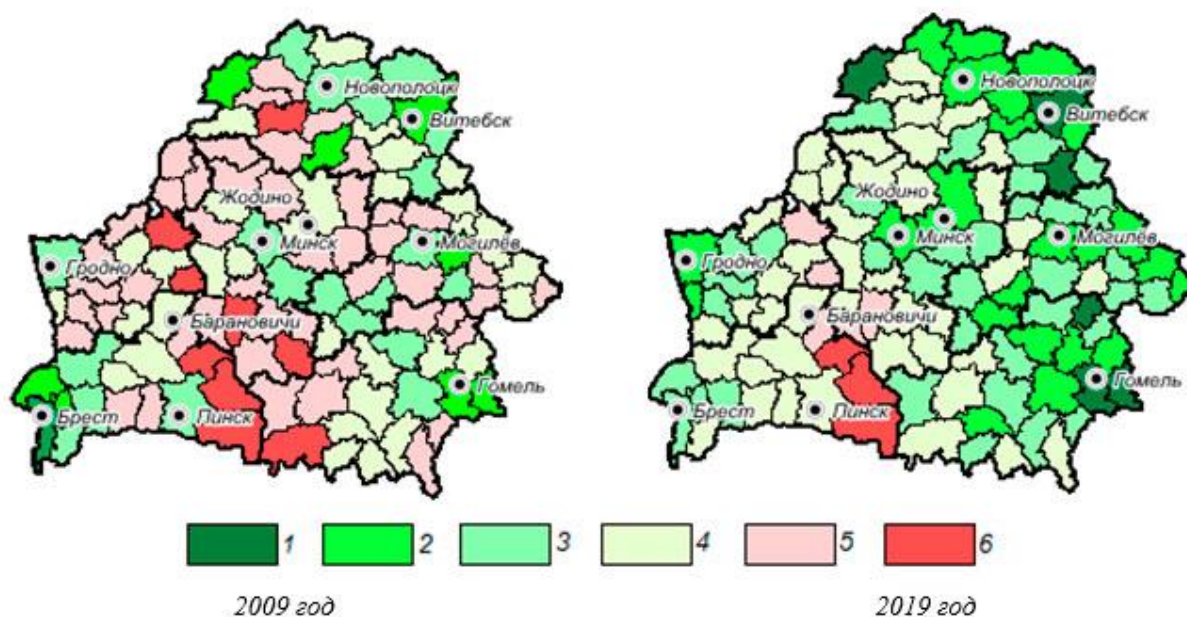 Новополоцк
Витебск
Жодино
Минск
Могилёв
Гродно
Барановичи
Гомель
Брест
Пинск
Новополоцк
Витебск
Жодино
Минск
Могилёв
Гродно
Барановичи
Гомель
Брест
Пинск
1 2 3 4 5 6
2009 год 2019 год